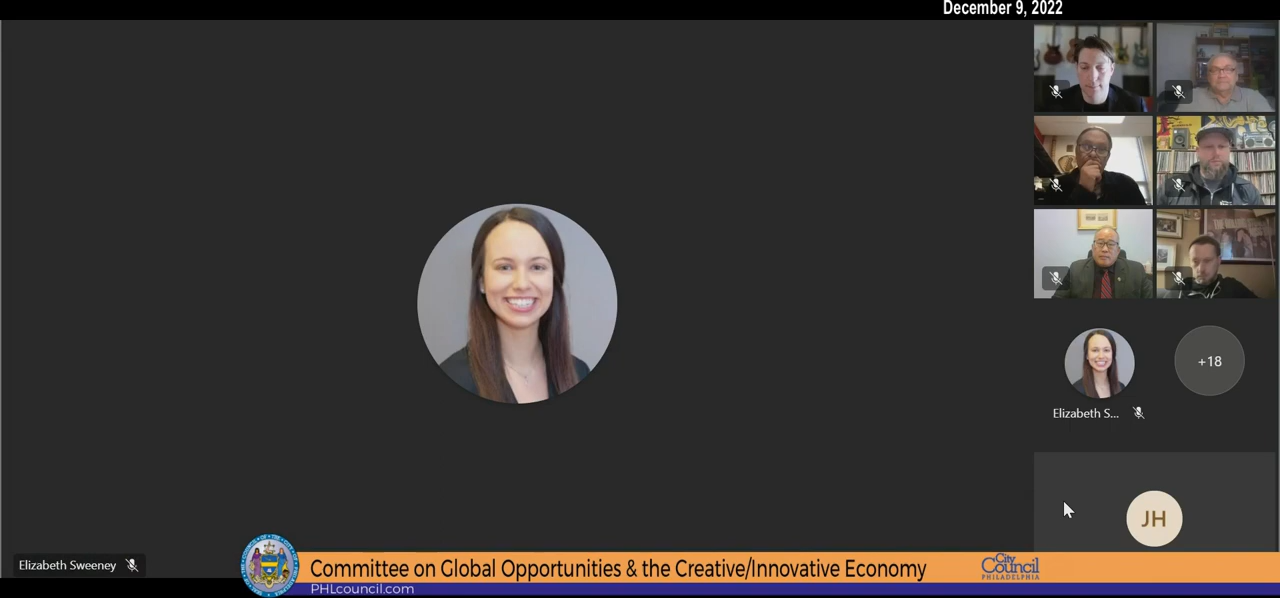 December 9, 2022
+18
Elizabeth S...
JH
Elizabeth Sweeney
Committee on Global Opportunities & the Creative/Innovative Economy
City
Council
PHILADELPHIA
PHLcouncil.com